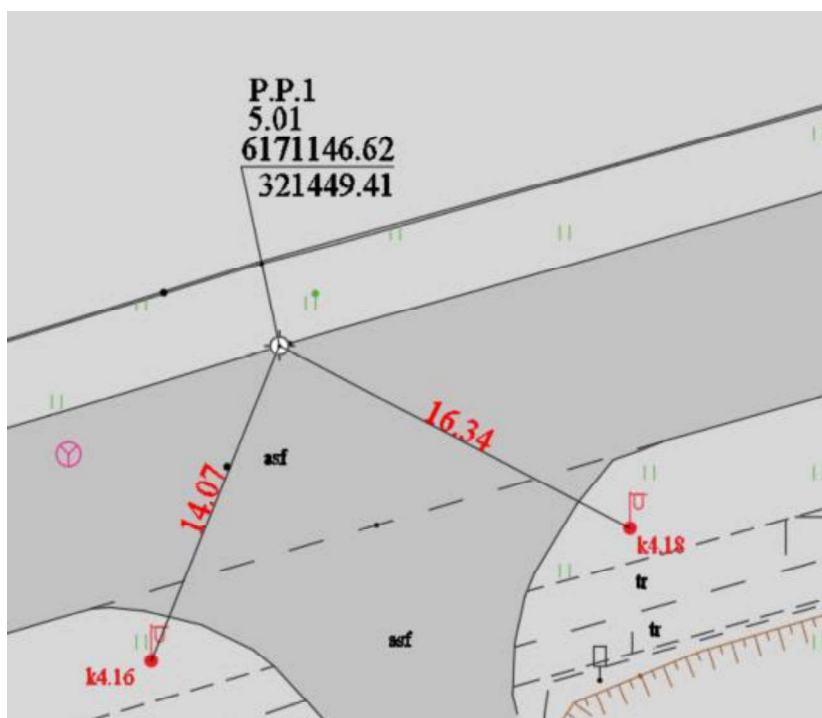 P.P.1
5.01
6171146.62
321449.41
16.34
asf
14.07
k4.18
tr
asf
tr
k4.16